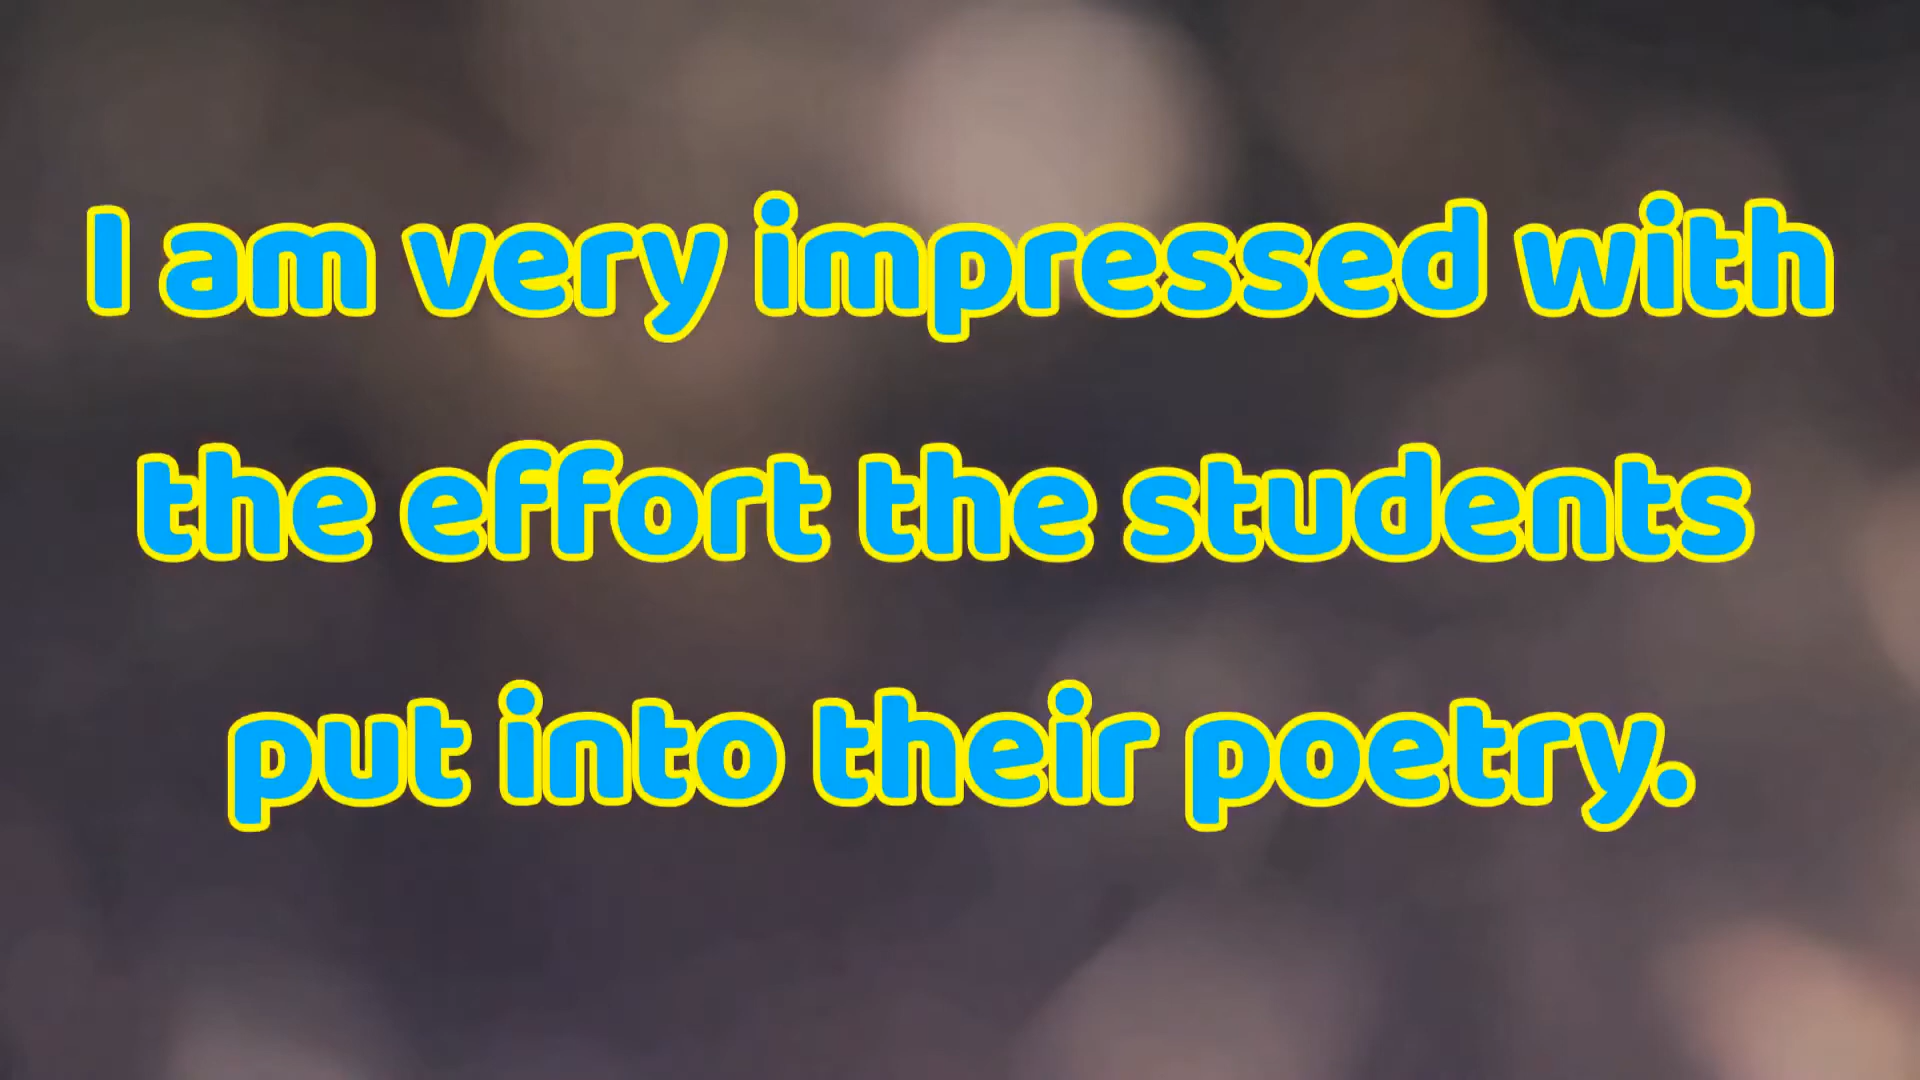 I am very impressed with
the effort the students
put into their poetry.